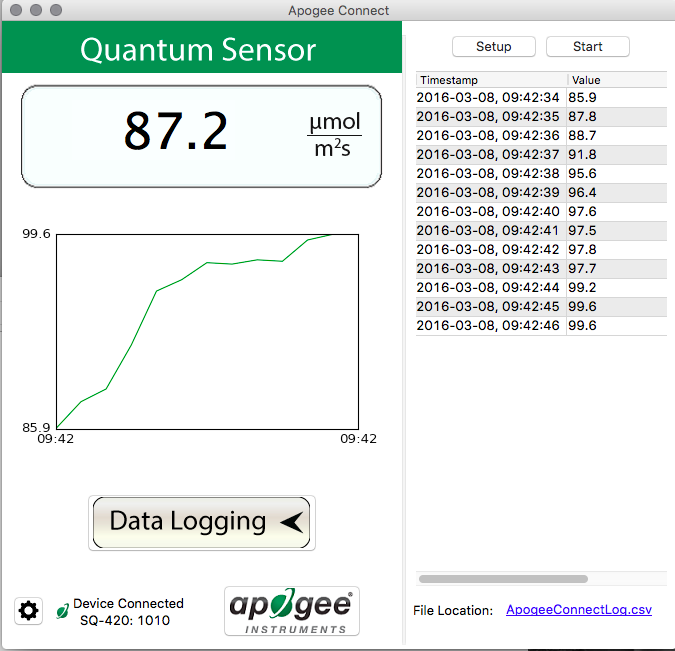 Apogee Connect
Quantum Sensor
87.2 µmol
m²s
99.6
85.9
09:42 09:42
Data Logging
Device Connected
SQ-420: 1010
apogee®
INSTRUMENTS
Setup Start
Timestamp Value
2016-03-08, 09:42:34 85.9
2016-03-08, 09:42:35 87.8
2016-03-08, 09:42:36 88.7
2016-03-08, 09:42:37 91.8
2016-03-08, 09:42:38 95.6
2016-03-08, 09:42:39 96.4
2016-03-08, 09:42:40 97.6
2016-03-08, 09:42:41 97.5
2016-03-08, 09:42:42 97.8
2016-03-08, 09:42:43 97.7
2016-03-08, 09:42:44 99.2
2016-03-08, 09:42:45 99.6
2016-03-08, 09:42:46 99.6
File Location: ApogeeConnectLog.csv